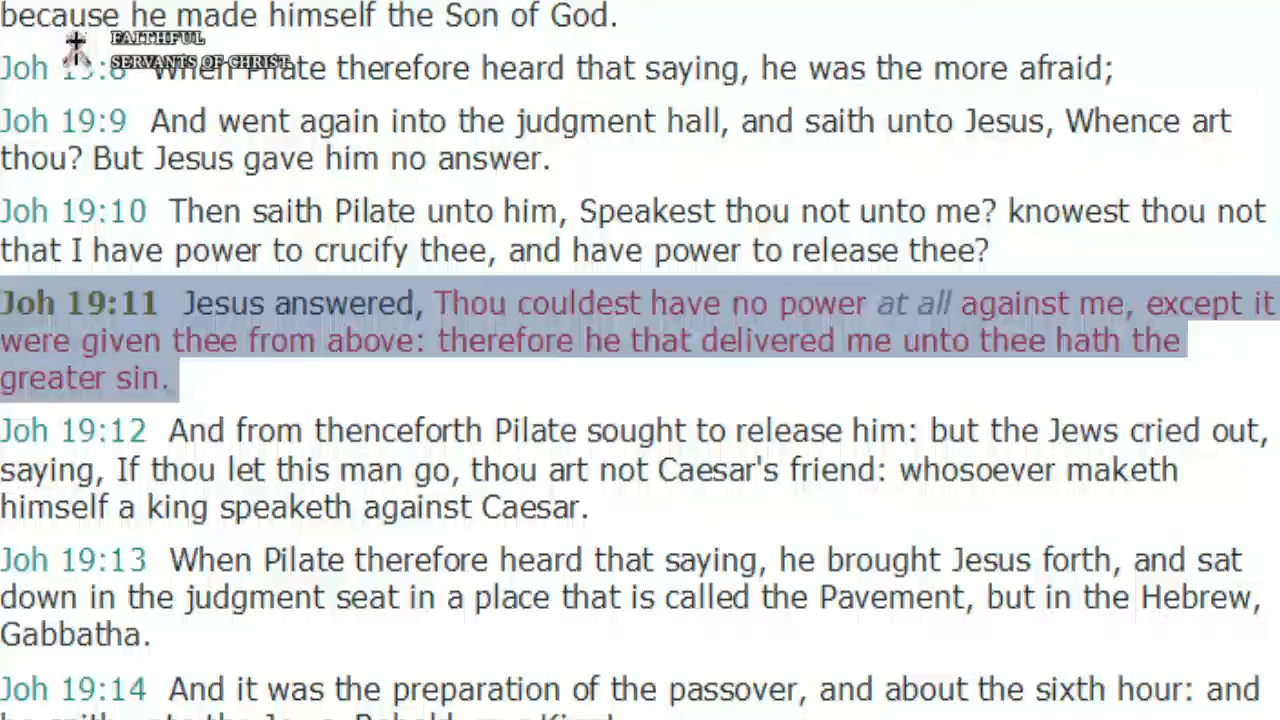 because he made himself the Son of God.
FAITHFUL
SERVANTS OF CHRIST
Joh 19:8 When Pilate therefore heard that saying, he was the more afraid;
Joh 19:9 And went again into the judgment hall, and saith unto Jesus, Whence art
thou? But Jesus gave him no answer.
Joh 19:10 Then saith Pilate unto him, Speakest thou not unto me? knowest thou not
that I have power to crucify thee, and have power to release thee?
Joh 19:11 Jesus answered, Thou couldest have no power at all against me, except it
were given thee from above: therefore he that delivered me unto thee hath the
greater sin.
Joh 19:12 And from thenceforth Pilate sought to release him: but the Jews cried out,
saying, If thou let this man go, thou art not Caesar's friend: whosoever maketh
himself a king speaketh against Caesar.
Joh 19:13 When Pilate therefore heard that saying, he brought Jesus forth, and sat
down in the judgment seat in a place that is called the Pavement, but in the Hebrew,
Gabbatha.
Joh 19:14 And it was the preparation of the passover, and about the sixth hour: and